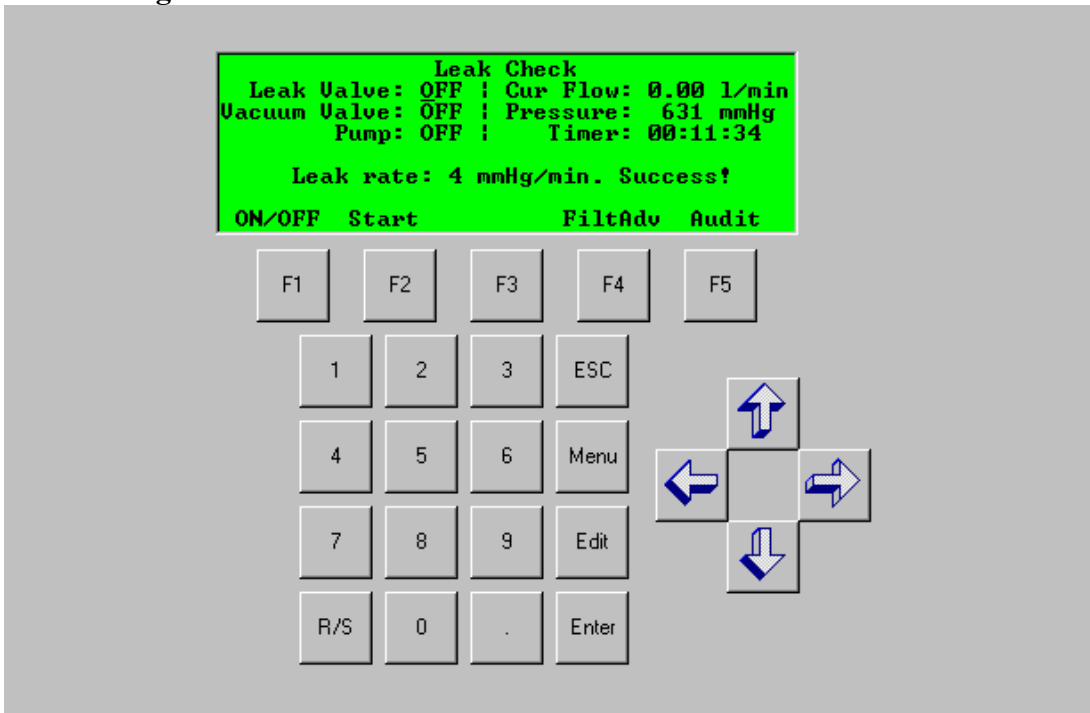 Leak Check
Leak Valve: OFF ¦ Cur Flow: 0.00 l/min
Vacuum Valve: OFF ¦ Pressure: 631 mmHg
Pump: OFF ¦ Timer: 00:11:34
Leak rate: 4 mmHg/min. Success!
ON/OFF Start FiltAdv Audit
F1 F2 F3 F4 F5
1 2 3 ESC
4 5 6 Menu
7 8 9 Edit
R/S 0 . Enter